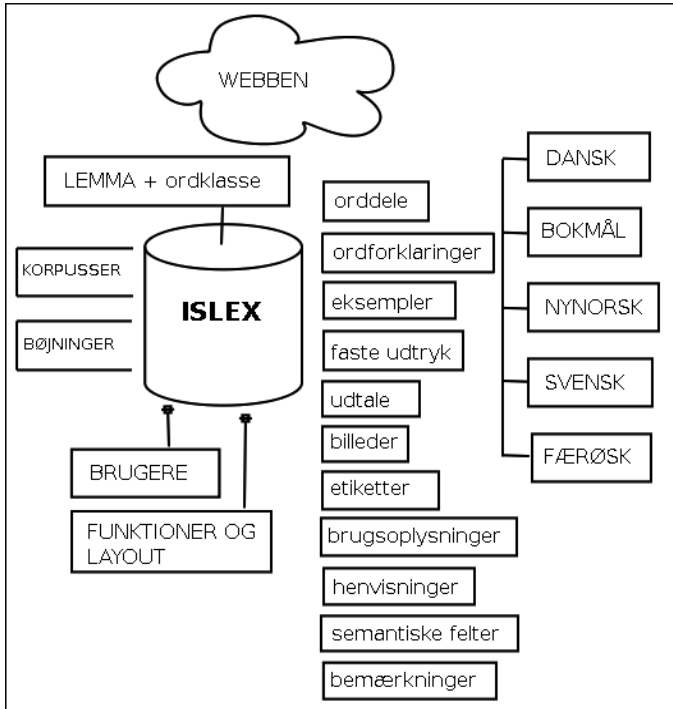 WEBBEN
LEMMA + ordklasse
KORPUSSER
BØJNINGER
ISLEX
BRUGERE
FUNKTIONER OG
LAYOUT
orddele
ordforklaringer
eksempler
faste udtryk
udtale
billeder
etiketter
brugsoplysninger
henvisninger
semantiske felter
bemærkninger
DANSK
BOKMÅL
NYNORSK
SVENSK
FÆRØSK